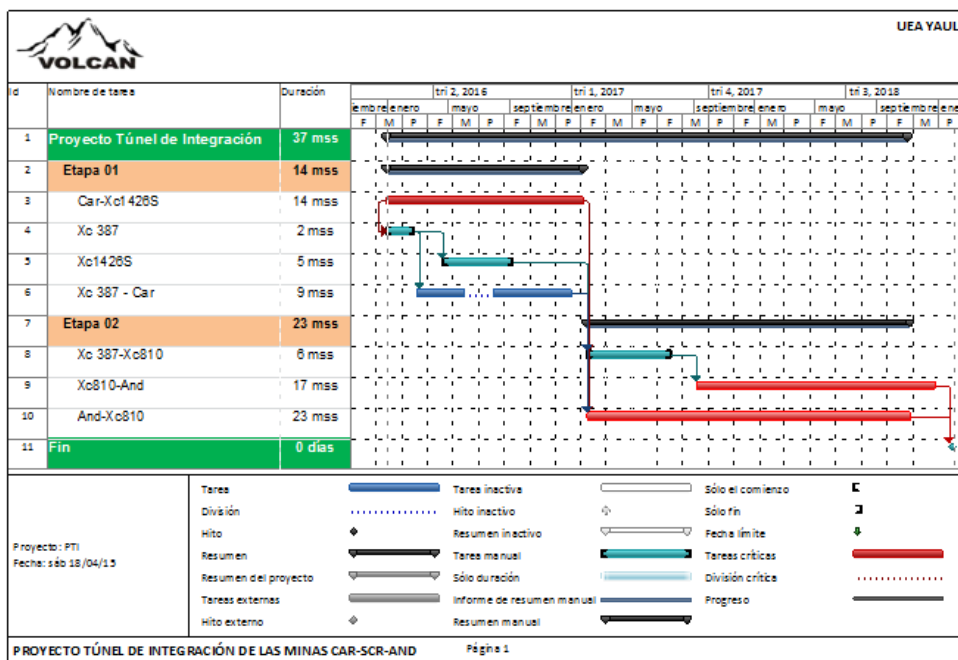 VOLCAN
UEA YAUL
Id Nombre de tarea Duración
tri 2, 2016 tri 1, 2017 tri 4, 2017 tri 3, 2018
iembre enero mayo septiembre enero mayo septiembre enero mayo septiembre en
F M P F M P F M P F M P F M P F M P F M P F M P
1 Proyecto Túnel de Integración 37 mss
2 Etapa 01 14 mss
3 Car-Xc1426S 14 mss
4 Xc 387 2 mss
5 Xc1426S 5 mss
6 Xc 387 - Car 9 mss
7 Etapa 02 23 mss
8 Xc 387-Xc810 6 mss
9 Xc810-And 17 mss
10 And-Xc810 23 mss
11 Fin 0 días
Proyecto: PTI
Fecha: sáb 18/04/15
Tarea Tarea inactiva Sólo el comienzo
División Hito inactivo Sólo fin
Hito Resumen inactivo Fecha límite
Resumen Tarea manual Tareas críticas
Resumen del proyecto Sólo duración División crítica
Tareas externas Informe de resumen manual Progreso
Hito externo Resumen manual
PROYECTO TÚNEL DE INTEGRACIÓN DE LAS MINAS CAR-SCR-AND Página 1